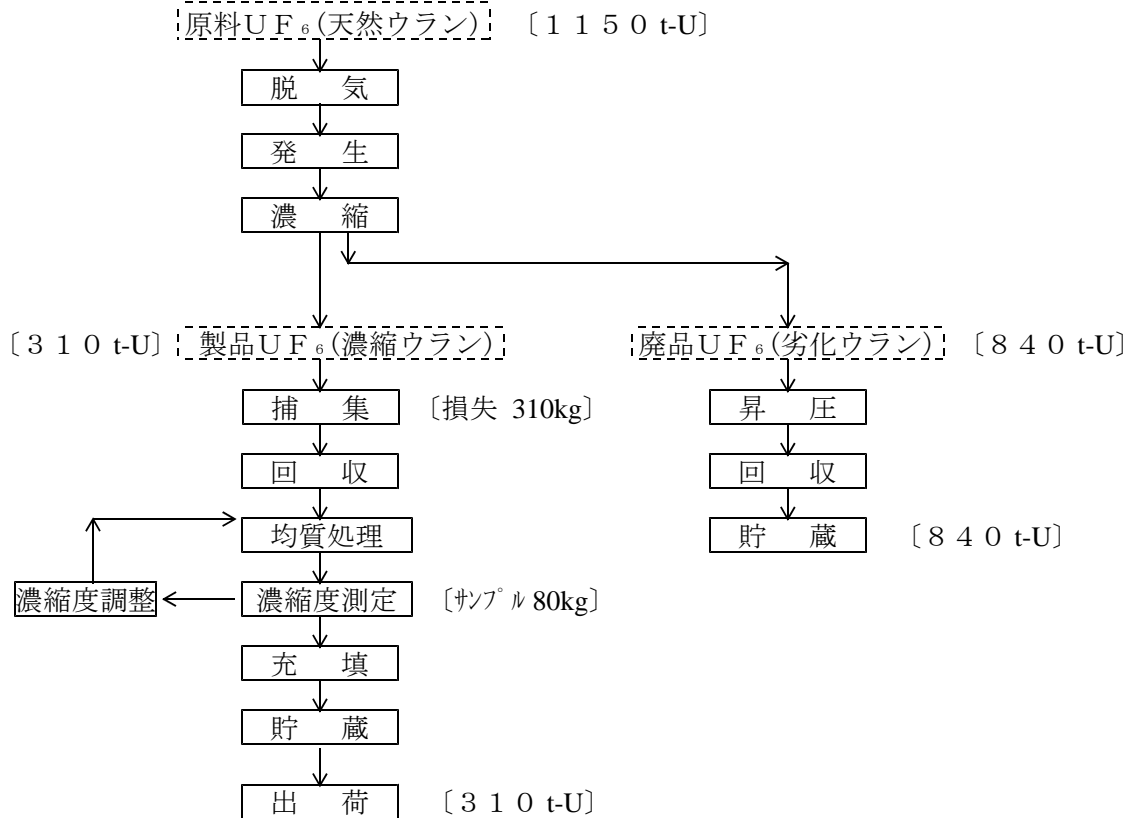 原料UF₆(天然ウラン) 〔1150 t-U〕
脱 気
発 生
濃 縮
〔310 t-U〕 製品UF₆(濃縮ウラン) 廃品UF₆(劣化ウラン) 〔840 t-U〕
捕 集 〔損失 310kg〕 昇 圧
回 収 回 収
均質処理 貯 蔵 〔840 t-U〕
濃縮度調整 濃縮度測定 〔ｻﾝﾌﾟﾙ 80kg〕
充 填
貯 蔵
出 荷 〔310 t-U〕